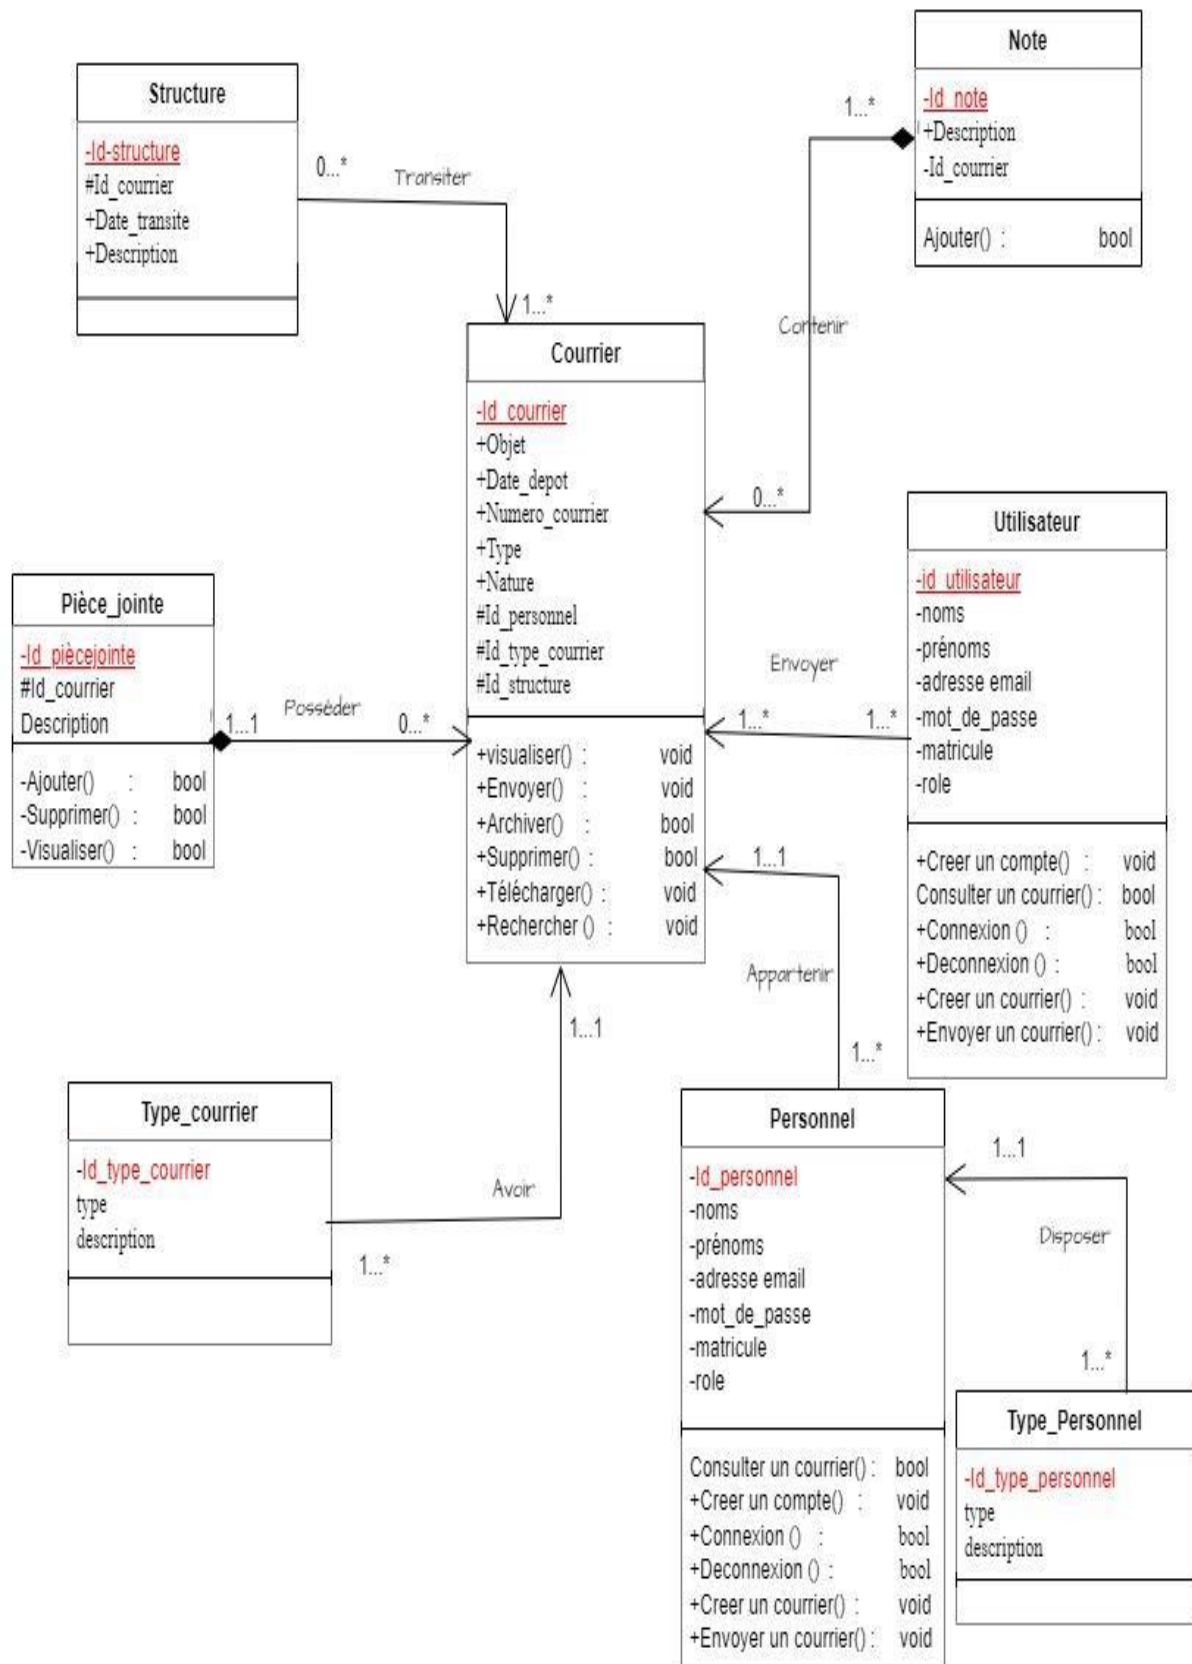 Note
-Id_note
+Description
-Id_courrier
Ajouter() : bool
1...*
Structure
-Id-structure
#Id_courrier
+Date_transite
+Description
0...*
Transiter
1...*
Contenir
0...*
Courrier
-Id_courrier
+Objet
+Date_depot
+Numero_courrier
+Type
+Nature
#Id_personnel
#Id_type_courrier
#Id_structure
+visualiser() : void
+Envoyer() : void
+Archiver() : bool
+Supprimer() : bool
+Télécharger() : void
+Rechercher () : void
Utilisateur
-id_utilisateur
-noms
-prénoms
-adresse email
-mot_de_passe
-matricule
-role
+Creer un compte() : void
Consulter un courrier() : bool
+Connexion () : bool
+Deconnexion () : bool
+Creer un courrier() : void
+Envoyer un courrier() : void
Envoyer
1...*
1...*
Pièce_jointe
-Id_piècejointe
#Id_courrier
Description
-Ajouter() : bool
-Supprimer() : bool
-Visualiser() : bool
1...1
Posséder
0...*
1...1
Appartenir
1...*
1...1
Avoir
1...*
Type_courrier
-Id_type_courrier
type
description
Personnel
-Id_personnel
-noms
-prénoms
-adresse email
-mot_de_passe
-matricule
-role
Consulter un courrier() : bool
+Creer un compte() : void
+Connexion () : bool
+Deconnexion () : bool
+Creer un courrier() : void
+Envoyer un courrier() : void
1...1
Disposer
1...*
Type_Personnel
-Id_type_personnel
type
description